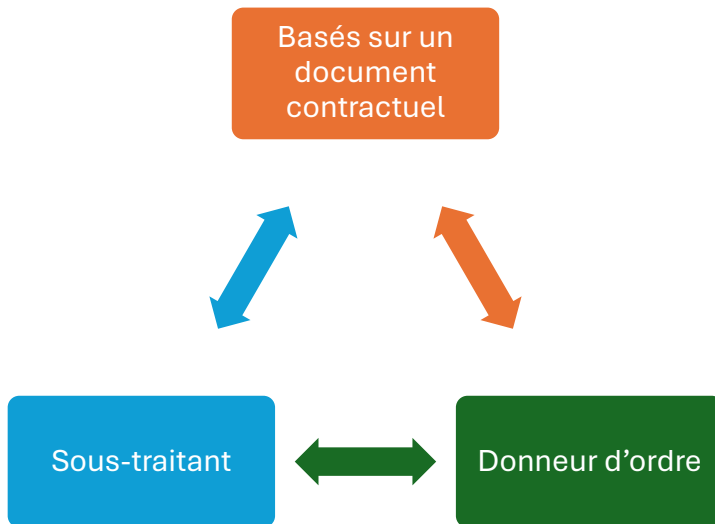 Basés sur un
document
contractuel
Sous-traitant
Donneur d’ordre